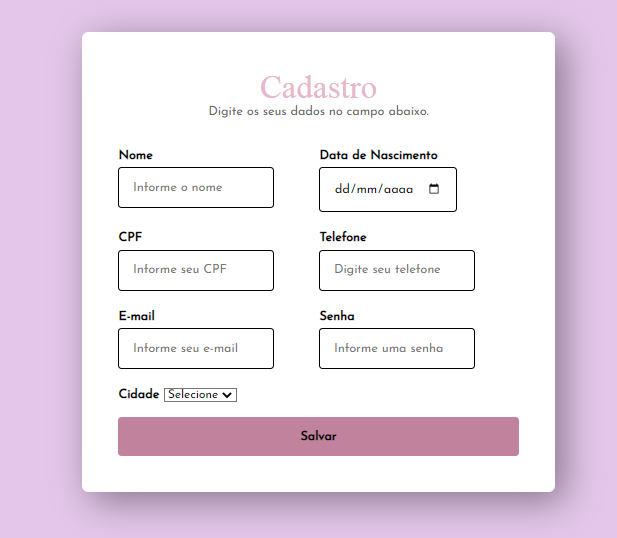 Cadastro
Digite os seus dados no campo abaixo.
Nome
Data de Nascimento
Informe o nome
dd/mm/aaaa
CPF
Telefone
Informe seu CPF
Digite seu telefone
E-mail
Senha
Informe seu e-mail
Informe uma senha
Cidade Selecione
Salvar